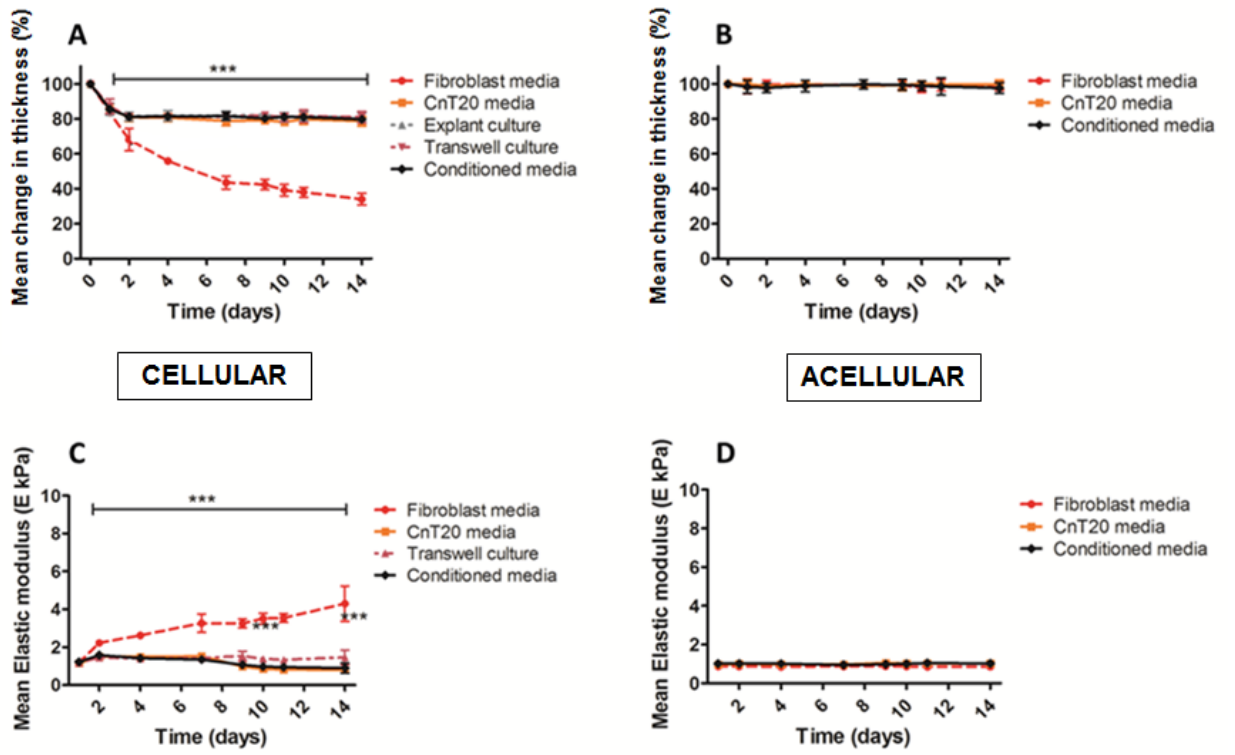 A
Mean change in thickness (%)
100
80
60
40
20
0
***
0
2
4
6
8
10
12
14
Time (days)
Fibroblast media
CnT20 media
Explant culture
Transwell culture
Conditioned media
B
Mean change in thickness (%)
100
80
60
40
20
0
0
2
4
6
8
10
12
14
Time (days)
Fibroblast media
CnT20 media
Conditioned media
CELLULAR
ACELLULAR
C
Mean Elastic modulus (E kPa)
10
8
6
4
2
0
***
***
***
2
4
6
8
10
12
14
Time (days)
Fibroblast media
CnT20 media
Transwell culture
Conditioned media
D
Mean Elastic modulus (E kPa)
10
8
6
4
2
0
2
4
6
8
10
12
14
Time (days)
Fibroblast media
CnT20 media
Conditioned media